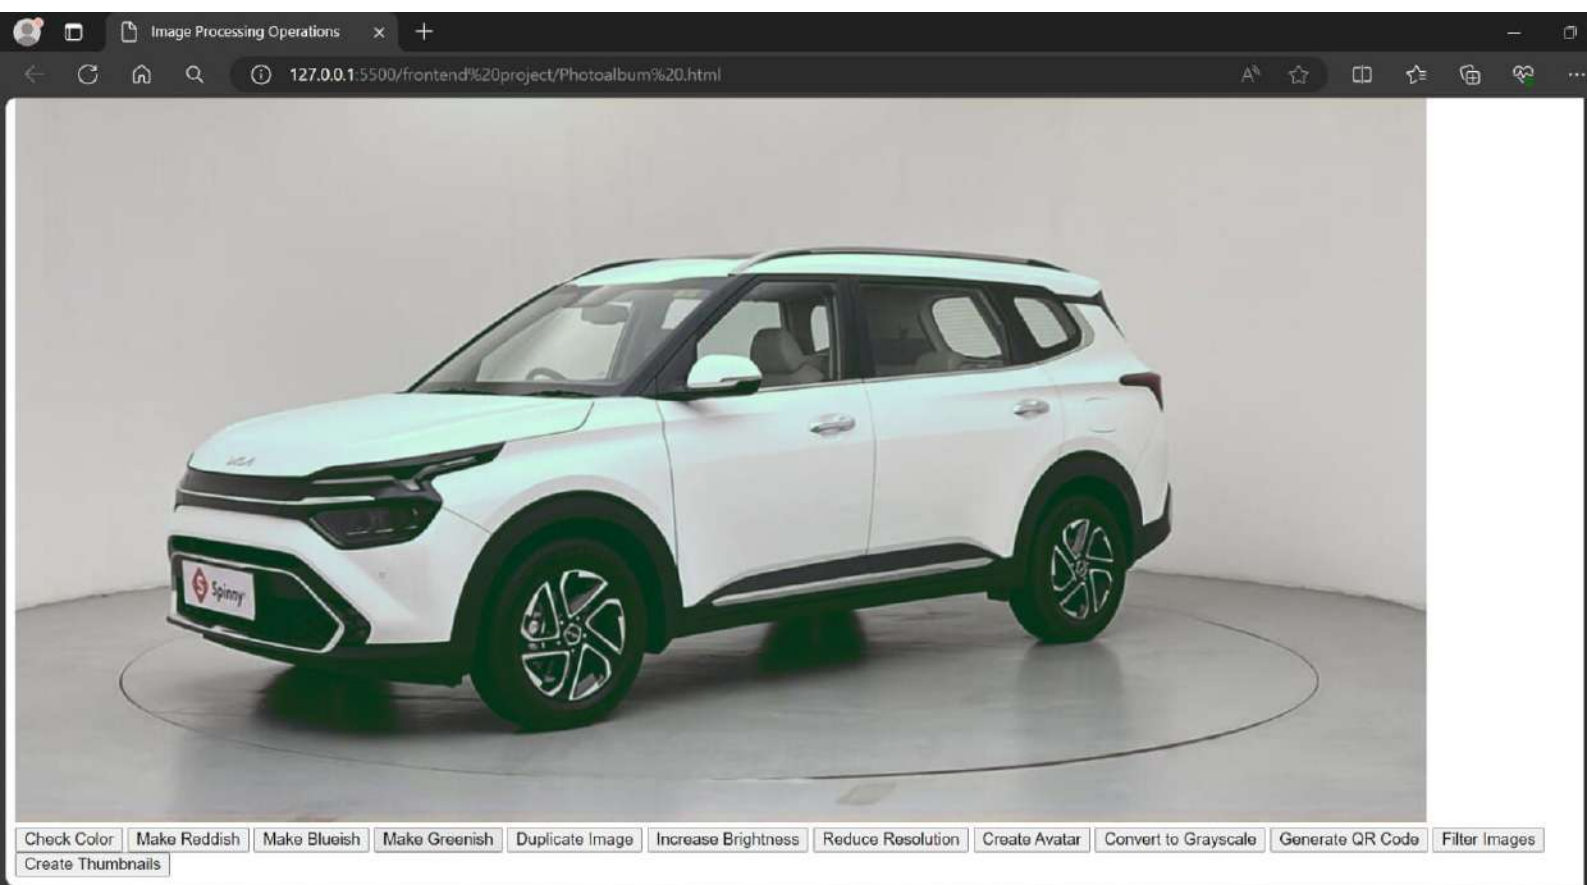 Image Processing Operations
127.0.0.1:5500/frontend%20project/Photoalbum%20.html
KIA
Spinny
Check Color Make Reddish Make Blueish Make Greenish Duplicate Image Increase Brightness Reduce Resolution Create Avatar Convert to Grayscale Generate QR Code Filter Images
Create Thumbnails